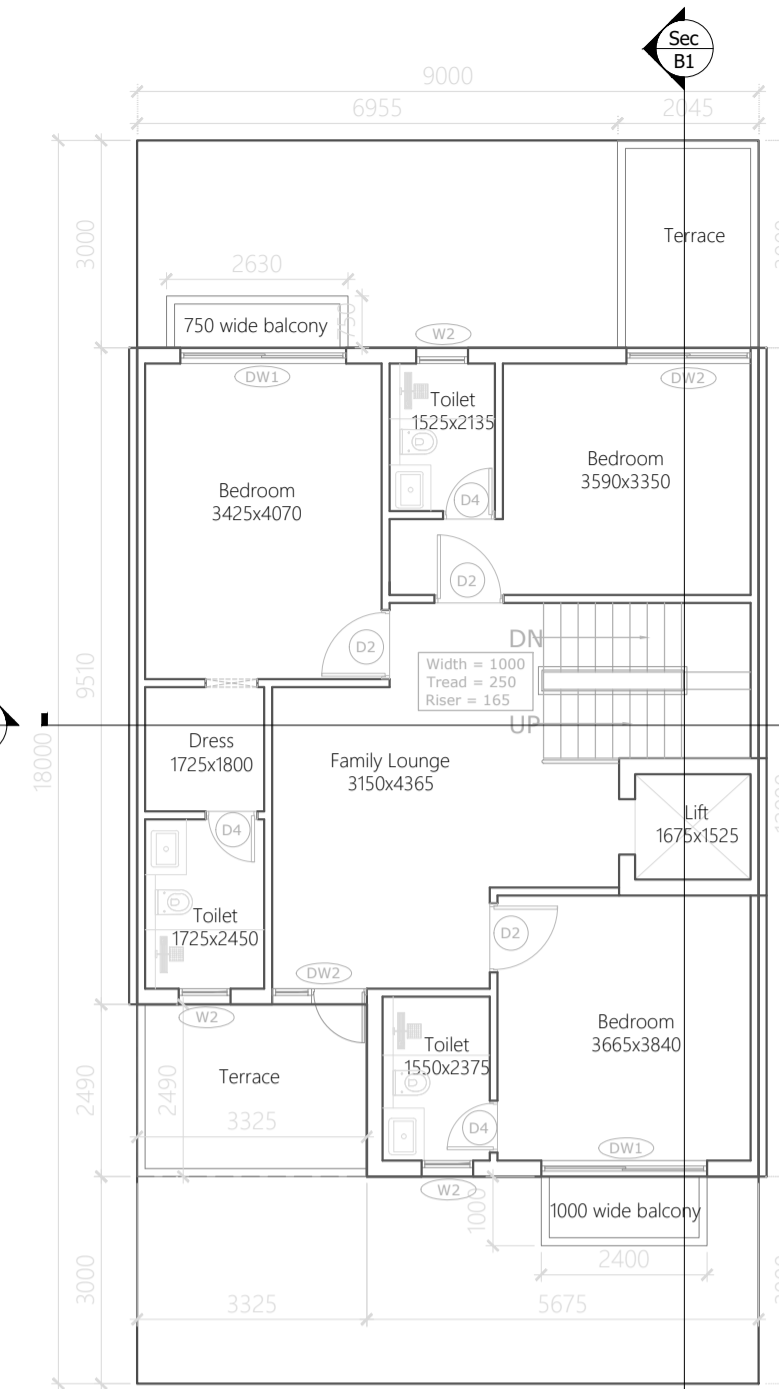 Sec
B1
9000
6955
2045
3000
Terrace
2630
750 wide balcony
750
W2
DW1
DW2
Toilet
1525x2135
Bedroom
3590x3350
Bedroom
3425x4070
D4
D2
D2
DN
Width = 1000
Tread = 250
Riser = 165
UP
9510
18000
Dress
1725x1800
Family Lounge
3150x4365
Lift
1675x1525
D4
Toilet
1725x2450
D2
DW2
W2
Bedroom
3665x3840
Toilet
1550x2375
Terrace
2490
2490
3325
D4
DW1
W2
1000
1000 wide balcony
2400
3000
3325
5675